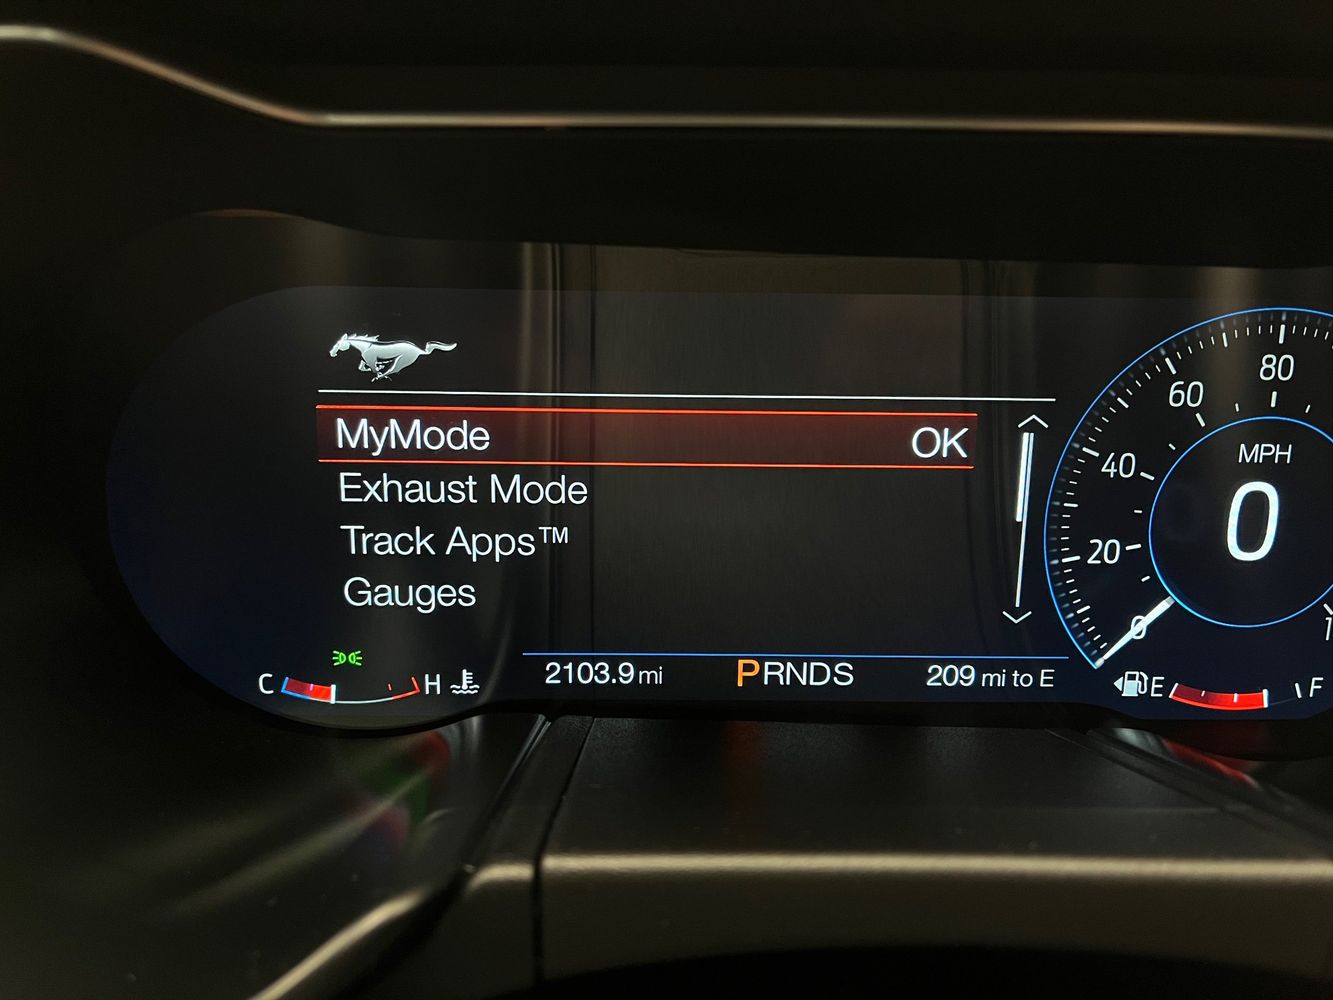 MyMode OK
Exhaust Mode
Track Apps™
Gauges
C H
2103.9 mi PRNDS 209 mi to E
E F
80
60
40
20
0
MPH
0